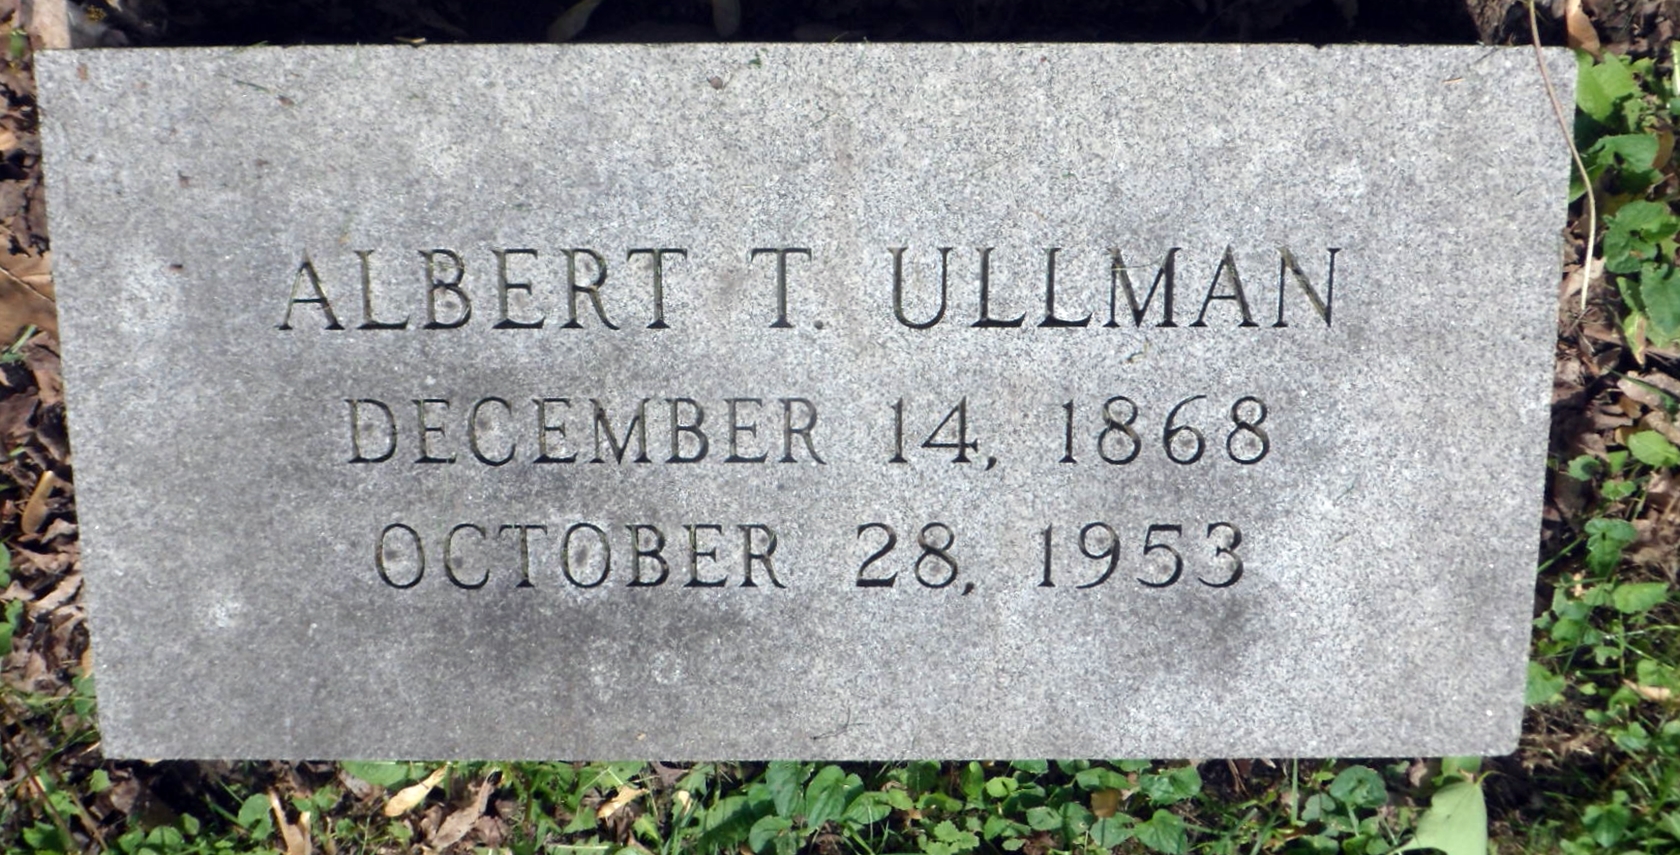 ALBERT T. ULLMAN
DECEMBER 14, 1868
OCTOBER 28, 1953